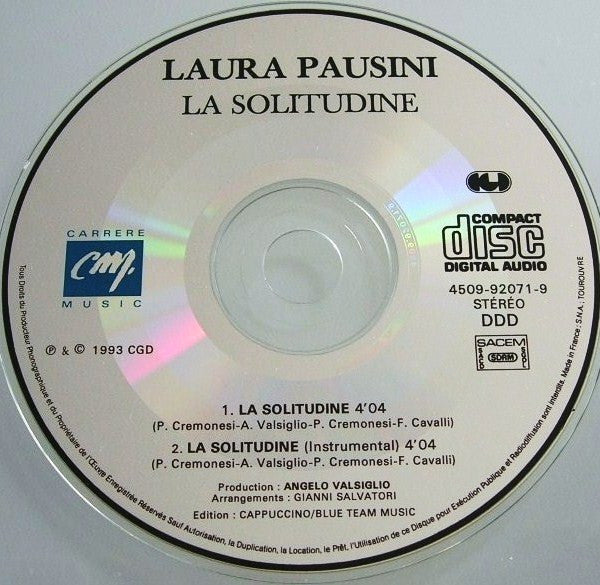 LAURA PAUSINI
LA SOLITUDINE
CARRERE
CMJ
MUSIC
COMPACT
disc
DIGITAL AUDIO
4509-92071-9
STÉRÉO
DDD
SACEM
SACD
SDRM
SGDL
℗ & © 1993 CGD
1. LA SOLITUDINE 4'04
(P. Cremonesi-A. Valsiglio-P. Cremonesi-F. Cavalli)
2. LA SOLITUDINE (Instrumental) 4'04
(P. Cremonesi-A. Valsiglio-P. Cremonesi-F. Cavalli)
Production : ANGELO VALSIGLIO
Arrangements : GIANNI SALVATORI
Edition : CAPPUCCINO/BLUE TEAM MUSIC
Tous Droits du Producteur Phonographique et du Propriétaire de l'Œuvre Enregistrée Réservés Sauf Autorisation, la Duplication, la Location, le Prêt, l'Utilisation de ce Disque pour Exécution Publique et Radiodiffusion sont Interdits. Made in France : S.N.A. : TOUROUVRE